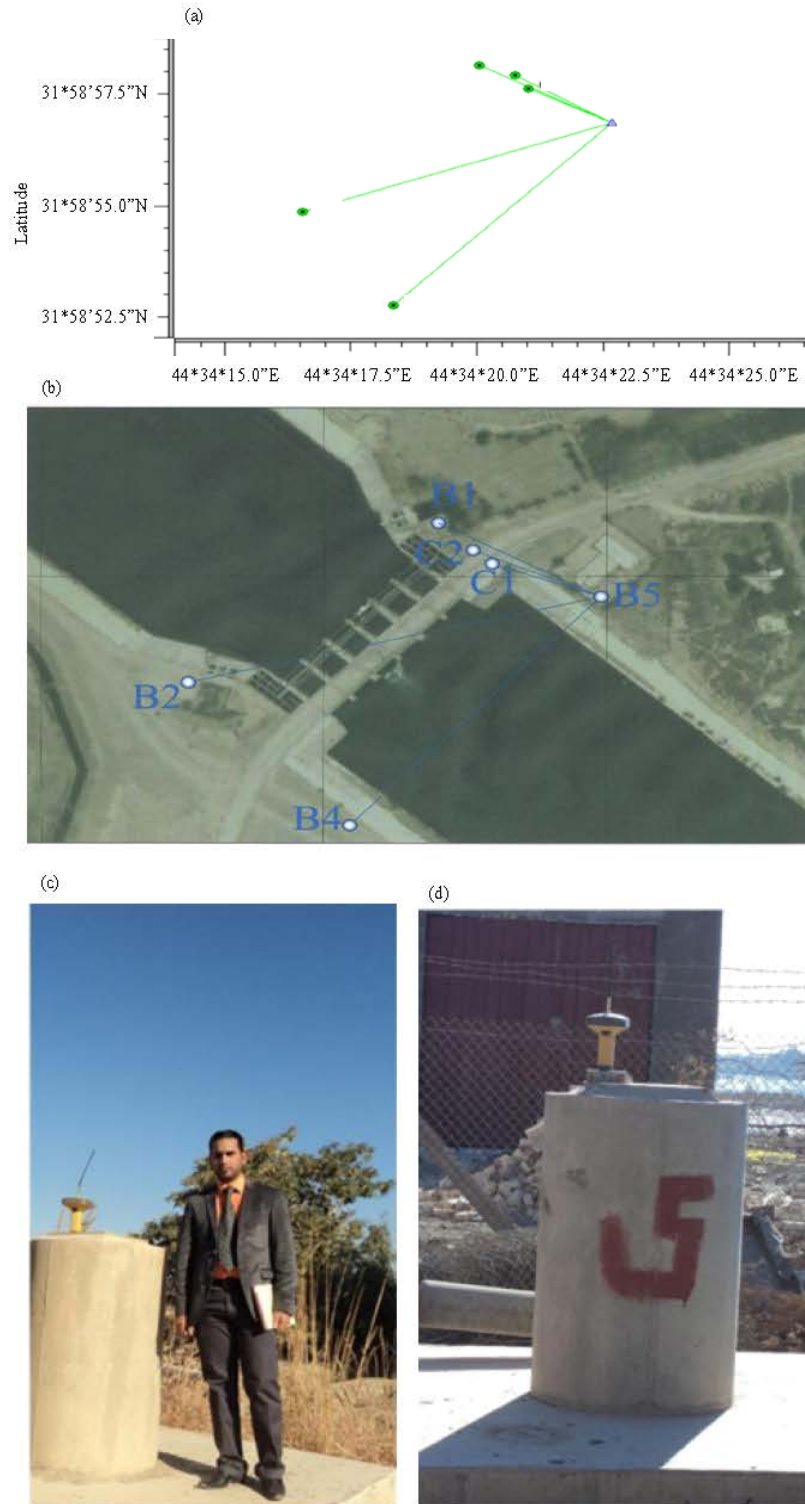 (a)
31*58’57.5”N
31*58’55.0”N
31*58’52.5”N
Latitude
44*34*15.0”E 44*34*17.5”E 44*34*20.0”E 44*34*22.5”E 44*34*25.0”E
(b)
B1
C2
C1
B5
B2
B4
(c)
(d)